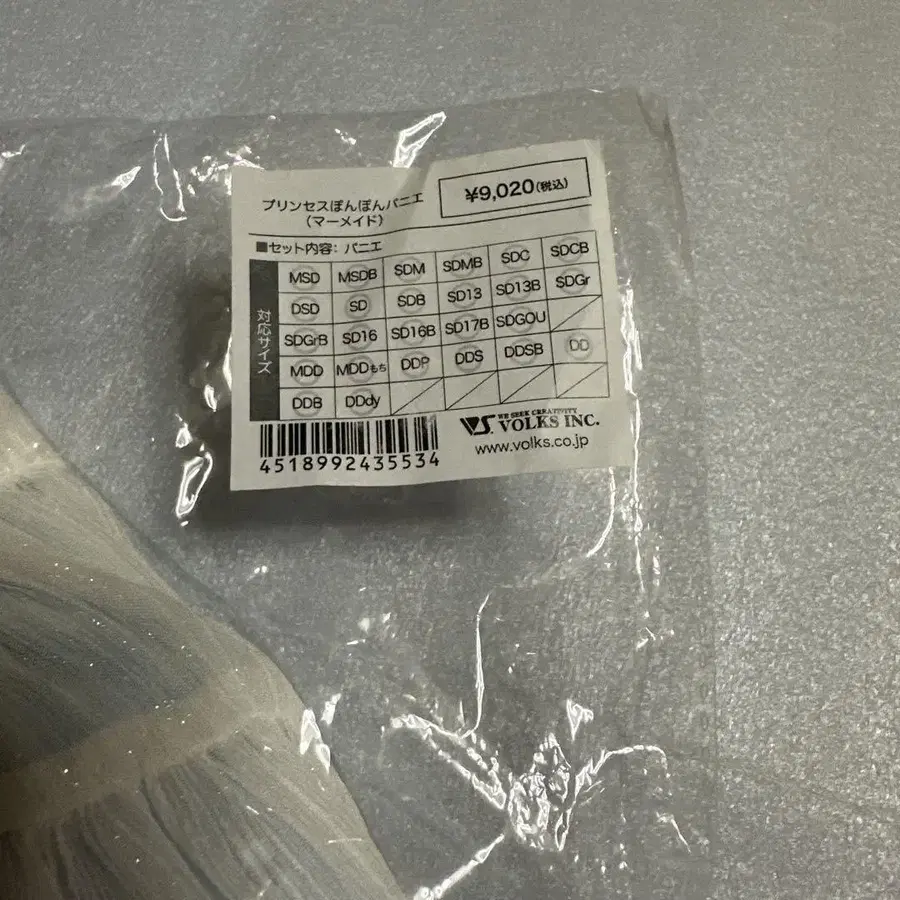 プリンセスぽんぽんパニエ
(マーメイド)
¥9,020(税込)
■セット内容: パニエ
対応サイズ
MSD MSDB SDM SDMB SDC SDCB
DSD SD SDB SD13 SD13B SDGr
SDGrB SD16 SD16B SD17B SDGOU
MDD MDDもち DDP DDS DDSB DD
DDB DDdy
4518992435534
VS WE SEEK CREATIVITY
VOLKS INC.
www.volks.co.jp